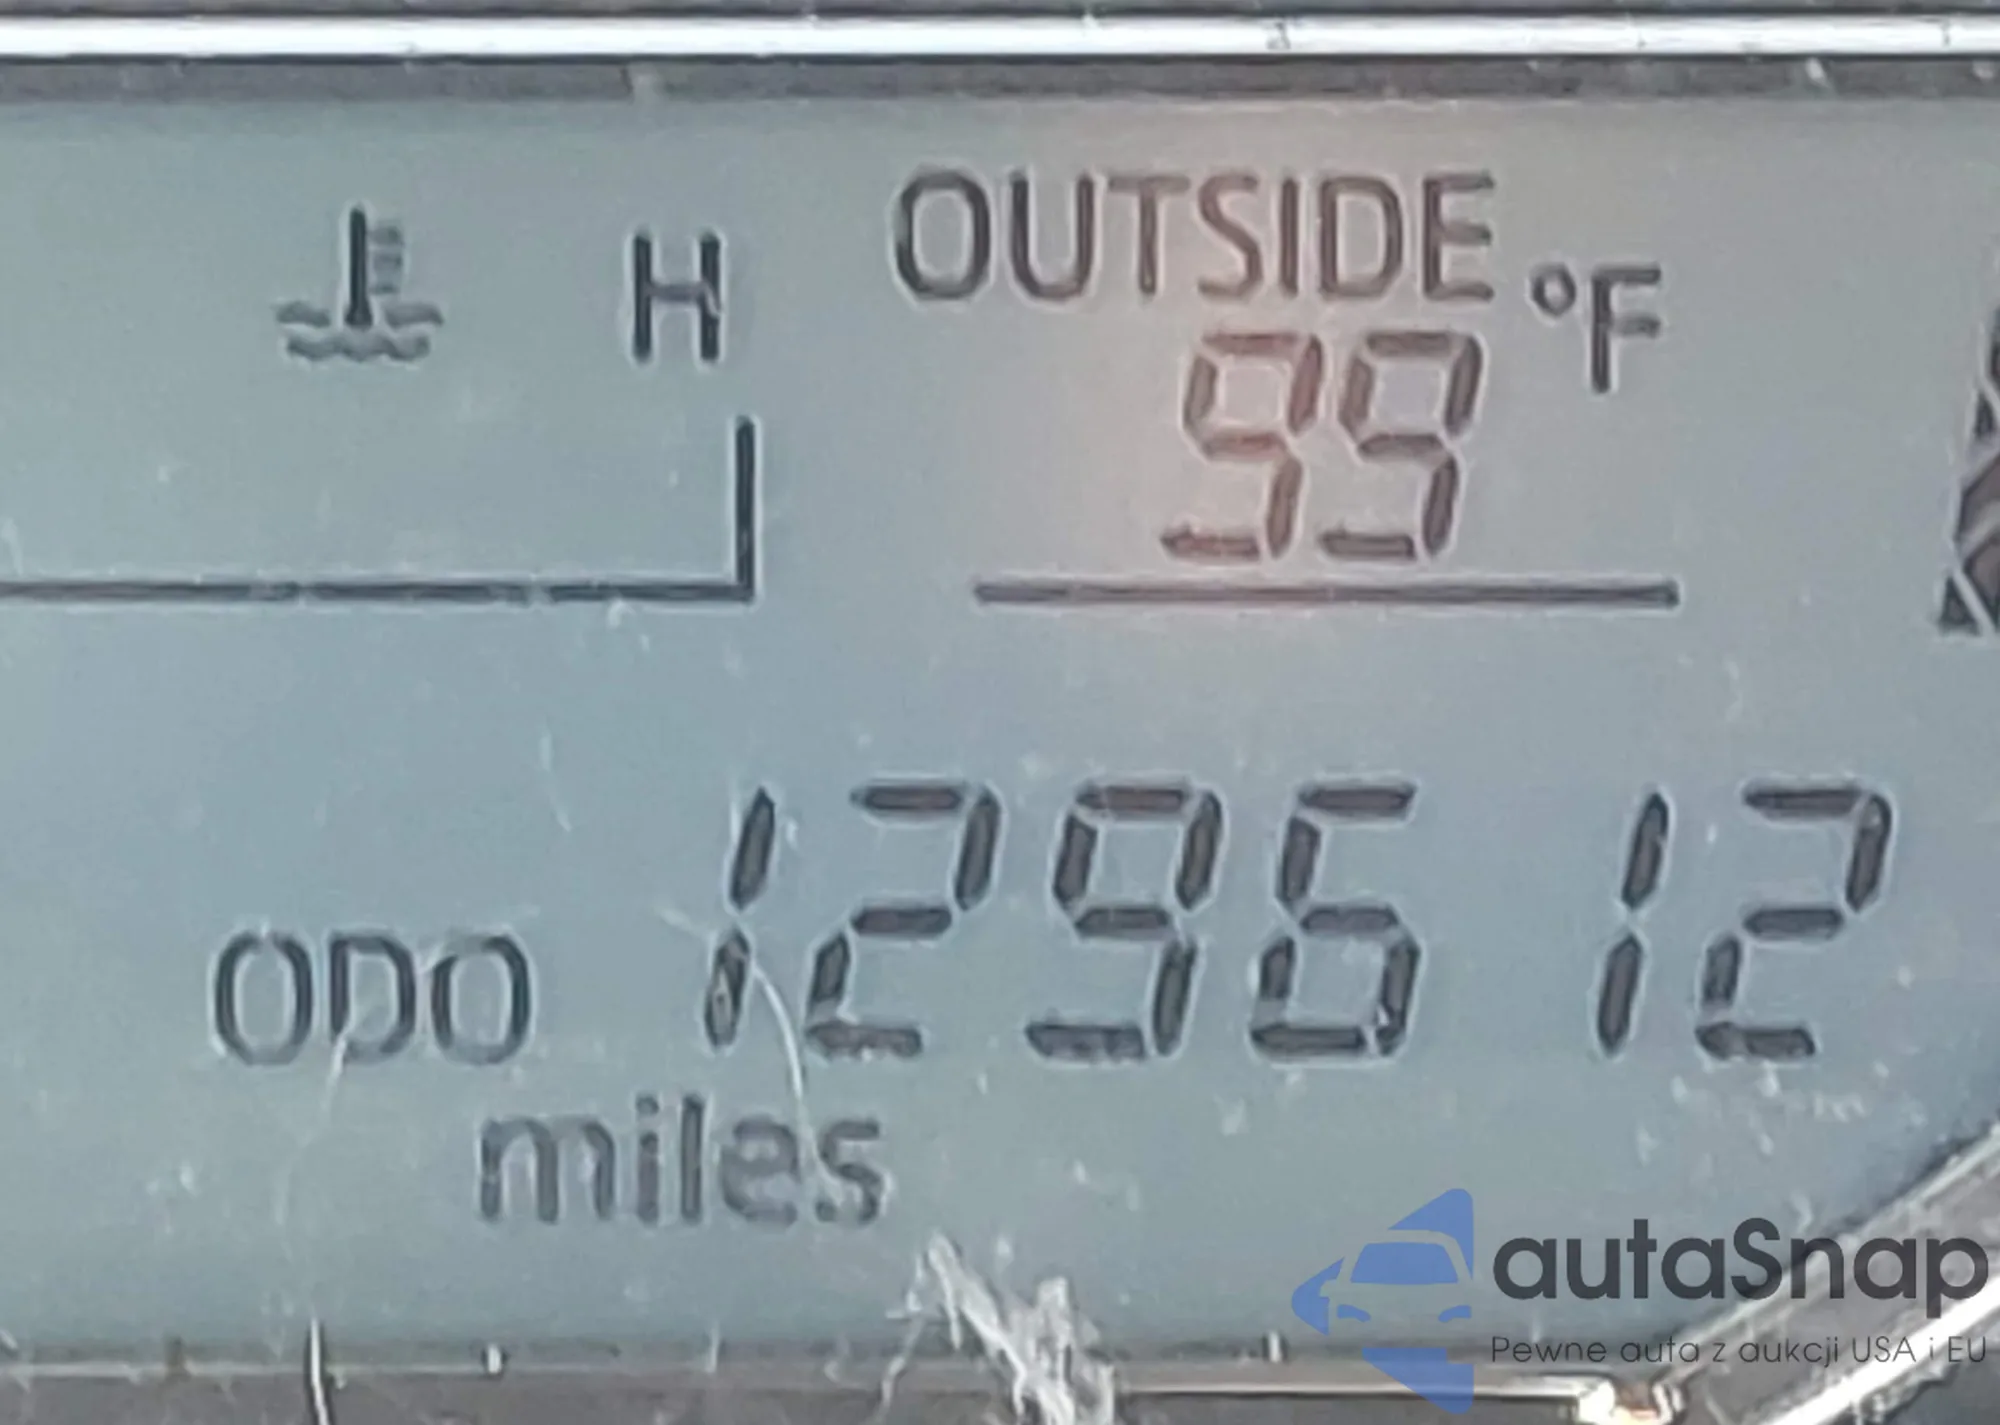 H
OUTSIDE °F
99
ODO 129612
miles
autaSnap
Pewne auta z aukcji USA i EU